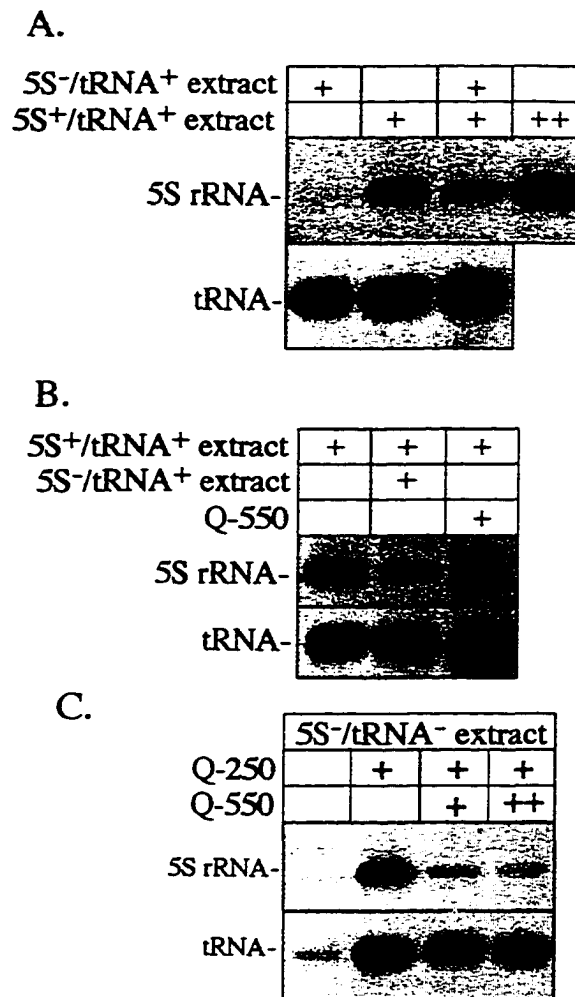 A.
5S⁻/tRNA⁺ extract + +
5S⁺/tRNA⁺ extract + + ++
5S rRNA-
tRNA-
B.
5S⁺/tRNA⁺ extract + + +
5S⁻/tRNA⁺ extract +
Q-550 +
5S rRNA-
tRNA-
C.
5S⁻/tRNA⁻ extract
Q-250 + + +
Q-550 + ++
5S rRNA-
tRNA-